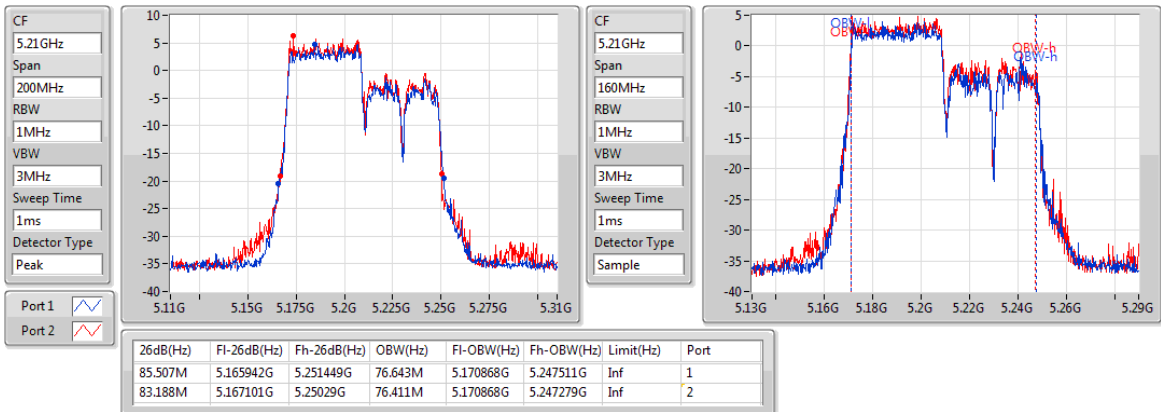 CF
5.21GHz
Span
200MHz
RBW
1MHz
VBW
3MHz
Sweep Time
1ms
Detector Type
Peak
Port 1
Port 2
10-
5-
0-
-5-
-10-
-15-
-20-
-25-
-30-
-35-
-40-
5.11G 5.15G 5.175G 5.2G 5.225G 5.25G 5.275G 5.31G
CF
5.21GHz
Span
160MHz
RBW
1MHz
VBW
3MHz
Sweep Time
1ms
Detector Type
Sample
5-
0-
-5-
-10-
-15-
-20-
-25-
-30-
-35-
-40-
OBW-h
OBW-h
5.13G 5.16G 5.18G 5.2G 5.22G 5.24G 5.26G 5.29G
26dB(Hz) Fl-26dB(Hz) Fh-26dB(Hz) OBW(Hz) Fl-OBW(Hz) Fh-OBW(Hz) Limit(Hz) Port
85.507M 5.165942G 5.251449G 76.643M 5.170868G 5.247511G Inf 1
83.188M 5.167101G 5.25029G 76.411M 5.170868G 5.247279G Inf 2